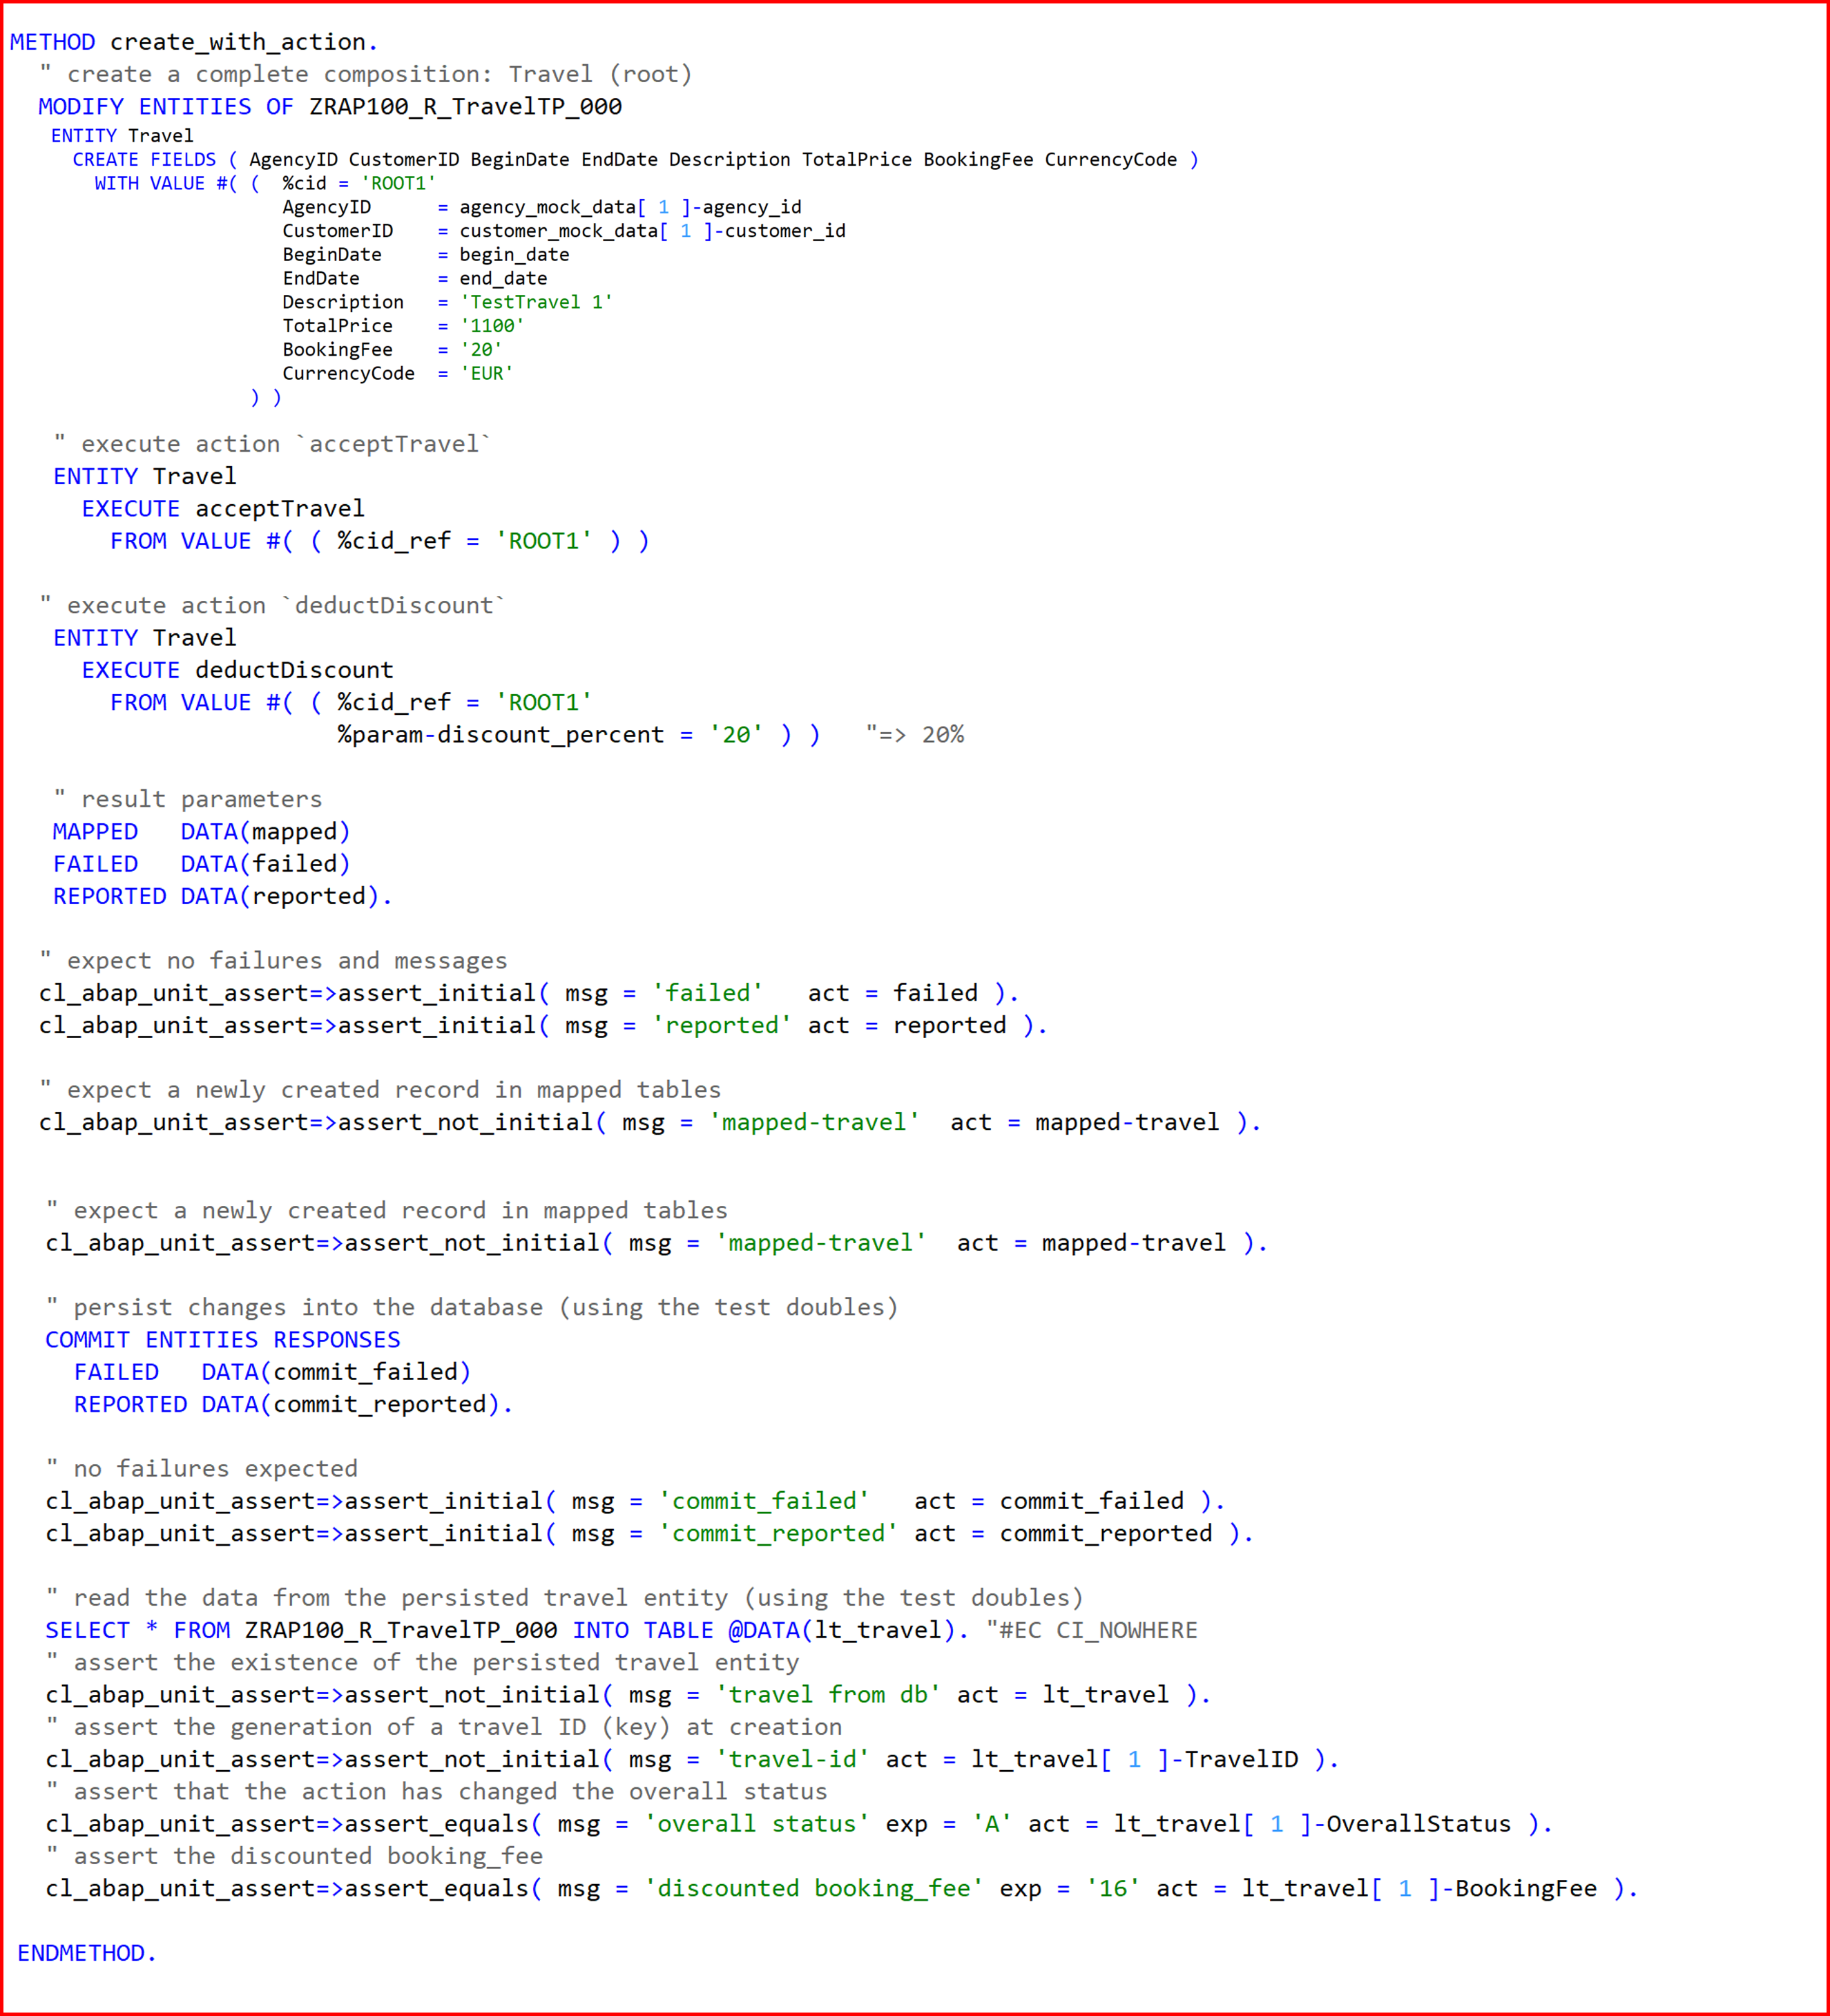 METHOD create_with_action.
" create a complete composition: Travel (root)
MODIFY ENTITIES OF ZRAP100_R_TravelTP_000
ENTITY Travel
CREATE FIELDS ( AgencyID CustomerID BeginDate EndDate Description TotalPrice BookingFee CurrencyCode )
WITH VALUE #( (  %cid = 'ROOT1'
AgencyID      = agency_mock_data[ 1 ]-agency_id
CustomerID    = customer_mock_data[ 1 ]-customer_id
BeginDate     = begin_date
EndDate       = end_date
Description   = 'TestTravel 1'
TotalPrice    = '1100'
BookingFee    = '20'
CurrencyCode  = 'EUR'
) )
" execute action `acceptTravel`
ENTITY Travel
EXECUTE acceptTravel
FROM VALUE #( ( %cid_ref = 'ROOT1' ) )
" execute action `deductDiscount`
ENTITY Travel
EXECUTE deductDiscount
FROM VALUE #( ( %cid_ref = 'ROOT1'
%param-discount_percent = '20' ) )   "=> 20%
" result parameters
MAPPED   DATA(mapped)
FAILED   DATA(failed)
REPORTED DATA(reported).
" expect no failures and messages
cl_abap_unit_assert=>assert_initial( msg = 'failed'   act = failed ).
cl_abap_unit_assert=>assert_initial( msg = 'reported' act = reported ).
" expect a newly created record in mapped tables
cl_abap_unit_assert=>assert_not_initial( msg = 'mapped-travel'  act = mapped-travel ).
" expect a newly created record in mapped tables
cl_abap_unit_assert=>assert_not_initial( msg = 'mapped-travel'  act = mapped-travel ).
" persist changes into the database (using the test doubles)
COMMIT ENTITIES RESPONSES
FAILED   DATA(commit_failed)
REPORTED DATA(commit_reported).
" no failures expected
cl_abap_unit_assert=>assert_initial( msg = 'commit_failed'   act = commit_failed ).
cl_abap_unit_assert=>assert_initial( msg = 'commit_reported' act = commit_reported ).
" read the data from the persisted travel entity (using the test doubles)
SELECT * FROM ZRAP100_R_TravelTP_000 INTO TABLE @DATA(lt_travel). "#EC CI_NOWHERE
" assert the existence of the persisted travel entity
cl_abap_unit_assert=>assert_not_initial( msg = 'travel from db' act = lt_travel ).
" assert the generation of a travel ID (key) at creation
cl_abap_unit_assert=>assert_not_initial( msg = 'travel-id' act = lt_travel[ 1 ]-TravelID ).
" assert that the action has changed the overall status
cl_abap_unit_assert=>assert_equals( msg = 'overall status' exp = 'A' act = lt_travel[ 1 ]-OverallStatus ).
" assert the discounted booking_fee
cl_abap_unit_assert=>assert_equals( msg = 'discounted booking_fee' exp = '16' act = lt_travel[ 1 ]-BookingFee ).
ENDMETHOD.